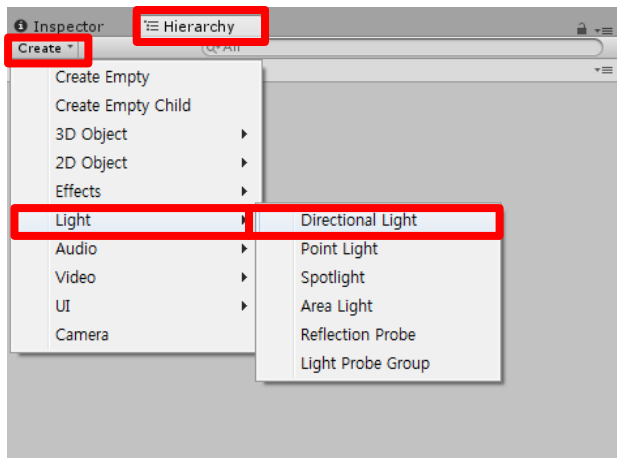 Inspector Hierarchy
Create All
Create Empty
Create Empty Child
3D Object
2D Object
Effects
Light
Audio
Video
UI
Camera
Directional Light
Point Light
Spotlight
Area Light
Reflection Probe
Light Probe Group